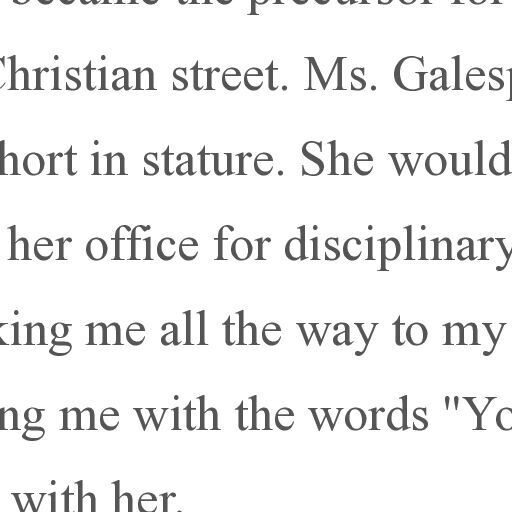 became the precursor for
Christian street. Ms. Galesp
hort in stature. She would
her office for disciplinary
king me all the way to my
ng me with the words "Yo
with her.